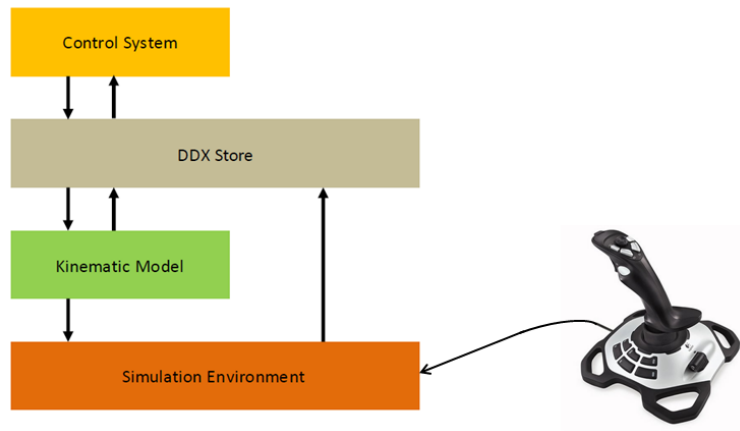 Control System
DDX Store
Kinematic Model
Simulation Environment